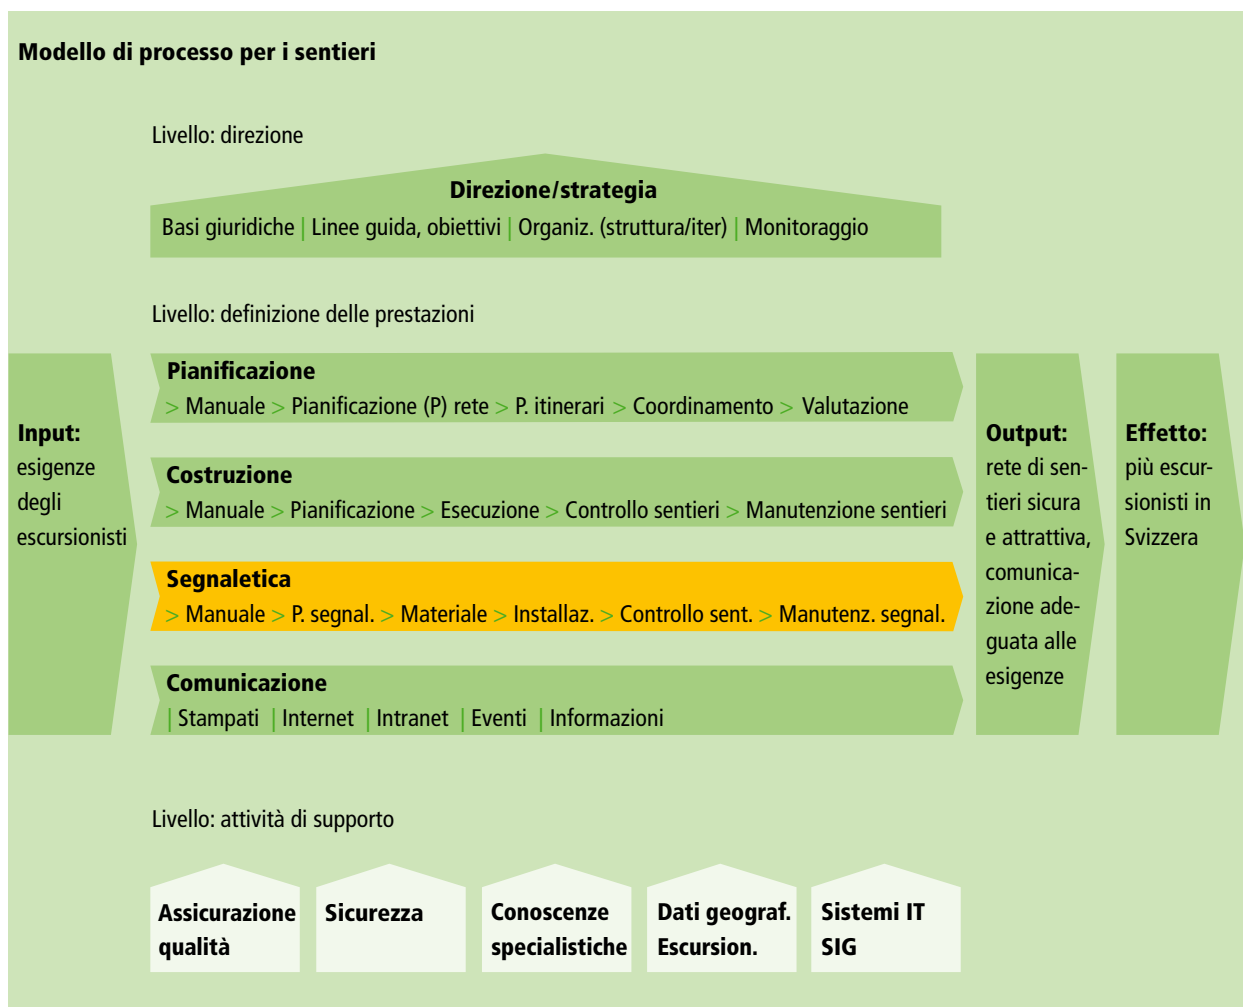 Modello di processo per i sentieri
Livello: direzione
Direzione/strategia
Basi giuridiche | Linee guida, obiettivi | Organiz. (struttura/iter) | Monitoraggio
Livello: definizione delle prestazioni
Input:
esigenze
degli
escursionisti
Pianificazione
> Manuale > Pianificazione (P) rete > P. itinerari > Coordinamento > Valutazione
Costruzione
> Manuale > Pianificazione > Esecuzione > Controllo sentieri > Manutenzione sentieri
Segnaletica
> Manuale > P. segnal. > Materiale > Installaz. > Controllo sent. > Manutenz. segnal.
Comunicazione
| Stampati | Internet | Intranet | Eventi | Informazioni
Output:
rete di sen-
tieri sicura
e attrattiva,
comunica-
zione ade-
guata alle
esigenze
Effetto:
più escur-
sionisti in
Svizzera
Livello: attività di supporto
Assicurazione
qualità
Sicurezza
Conoscenze
specialistiche
Dati geograf.
Escursion.
Sistemi IT
SIG